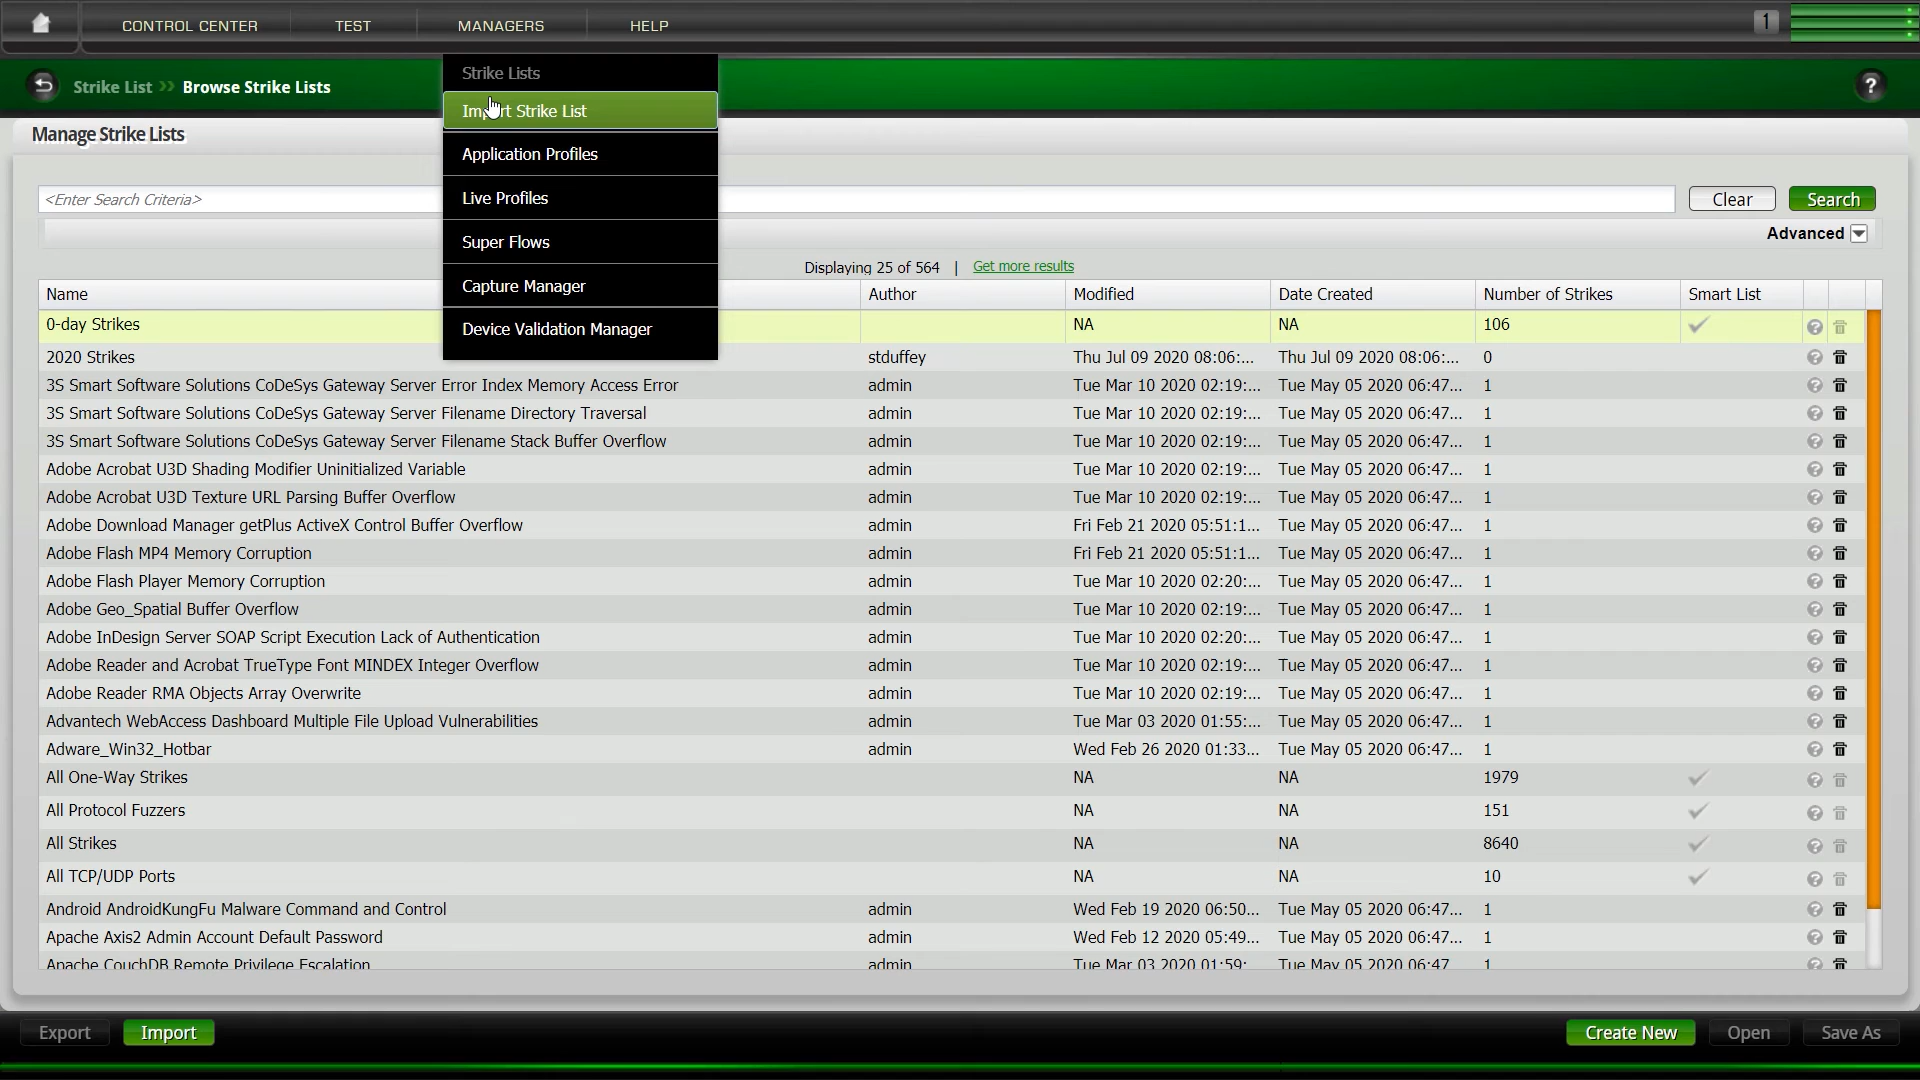 CONTROL CENTER TEST MANAGERS HELP 1
Strike List >> Browse Strike Lists ?
Strike Lists
Import Strike List
Application Profiles
Live Profiles
Super Flows
Capture Manager
Device Validation Manager
Manage Strike Lists
<Enter Search Criteria> Clear Search
Advanced
Displaying 25 of 564 | Get more results
Name Author Modified Date Created Number of Strikes Smart List
0-day Strikes NA NA 106
2020 Strikes stduffey Thu Jul 09 2020 08:06:... Thu Jul 09 2020 08:06:... 0
3S Smart Software Solutions CoDeSys Gateway Server Error Index Memory Access Error admin Tue Mar 10 2020 02:19:... Tue May 05 2020 06:47... 1
3S Smart Software Solutions CoDeSys Gateway Server Filename Directory Traversal admin Tue Mar 10 2020 02:19:... Tue May 05 2020 06:47... 1
3S Smart Software Solutions CoDeSys Gateway Server Filename Stack Buffer Overflow admin Tue Mar 10 2020 02:19:... Tue May 05 2020 06:47... 1
Adobe Acrobat U3D Shading Modifier Uninitialized Variable admin Tue Mar 10 2020 02:19:... Tue May 05 2020 06:47... 1
Adobe Acrobat U3D Texture URL Parsing Buffer Overflow admin Tue Mar 10 2020 02:19:... Tue May 05 2020 06:47... 1
Adobe Download Manager getPlus ActiveX Control Buffer Overflow admin Fri Feb 21 2020 05:51:1... Tue May 05 2020 06:47... 1
Adobe Flash MP4 Memory Corruption admin Fri Feb 21 2020 05:51:1... Tue May 05 2020 06:47... 1
Adobe Flash Player Memory Corruption admin Tue Mar 10 2020 02:20:... Tue May 05 2020 06:47... 1
Adobe Geo_Spatial Buffer Overflow admin Tue Mar 10 2020 02:19:... Tue May 05 2020 06:47... 1
Adobe InDesign Server SOAP Script Execution Lack of Authentication admin Tue Mar 10 2020 02:20:... Tue May 05 2020 06:47... 1
Adobe Reader and Acrobat TrueType Font MINDEX Integer Overflow admin Tue Mar 10 2020 02:19:... Tue May 05 2020 06:47... 1
Adobe Reader RMA Objects Array Overwrite admin Tue Mar 10 2020 02:19:... Tue May 05 2020 06:47... 1
Advantech WebAccess Dashboard Multiple File Upload Vulnerabilities admin Tue Mar 03 2020 01:55:... Tue May 05 2020 06:47... 1
Adware_Win32_Hotbar admin Wed Feb 26 2020 01:33... Tue May 05 2020 06:47... 1
All One-Way Strikes NA NA 1979
All Protocol Fuzzers NA NA 151
All Strikes NA NA 8640
All TCP/UDP Ports NA NA 10
Android AndroidKungFu Malware Command and Control admin Wed Feb 19 2020 06:50... Tue May 05 2020 06:47... 1
Apache Axis2 Admin Account Default Password admin Wed Feb 12 2020 05:49... Tue May 05 2020 06:47... 1
Apache CouchDB Remote Privilege Escalation admin Tue Mar 03 2020 01:59: Tue May 05 2020 06:47 1
Export Import Create New Open Save As